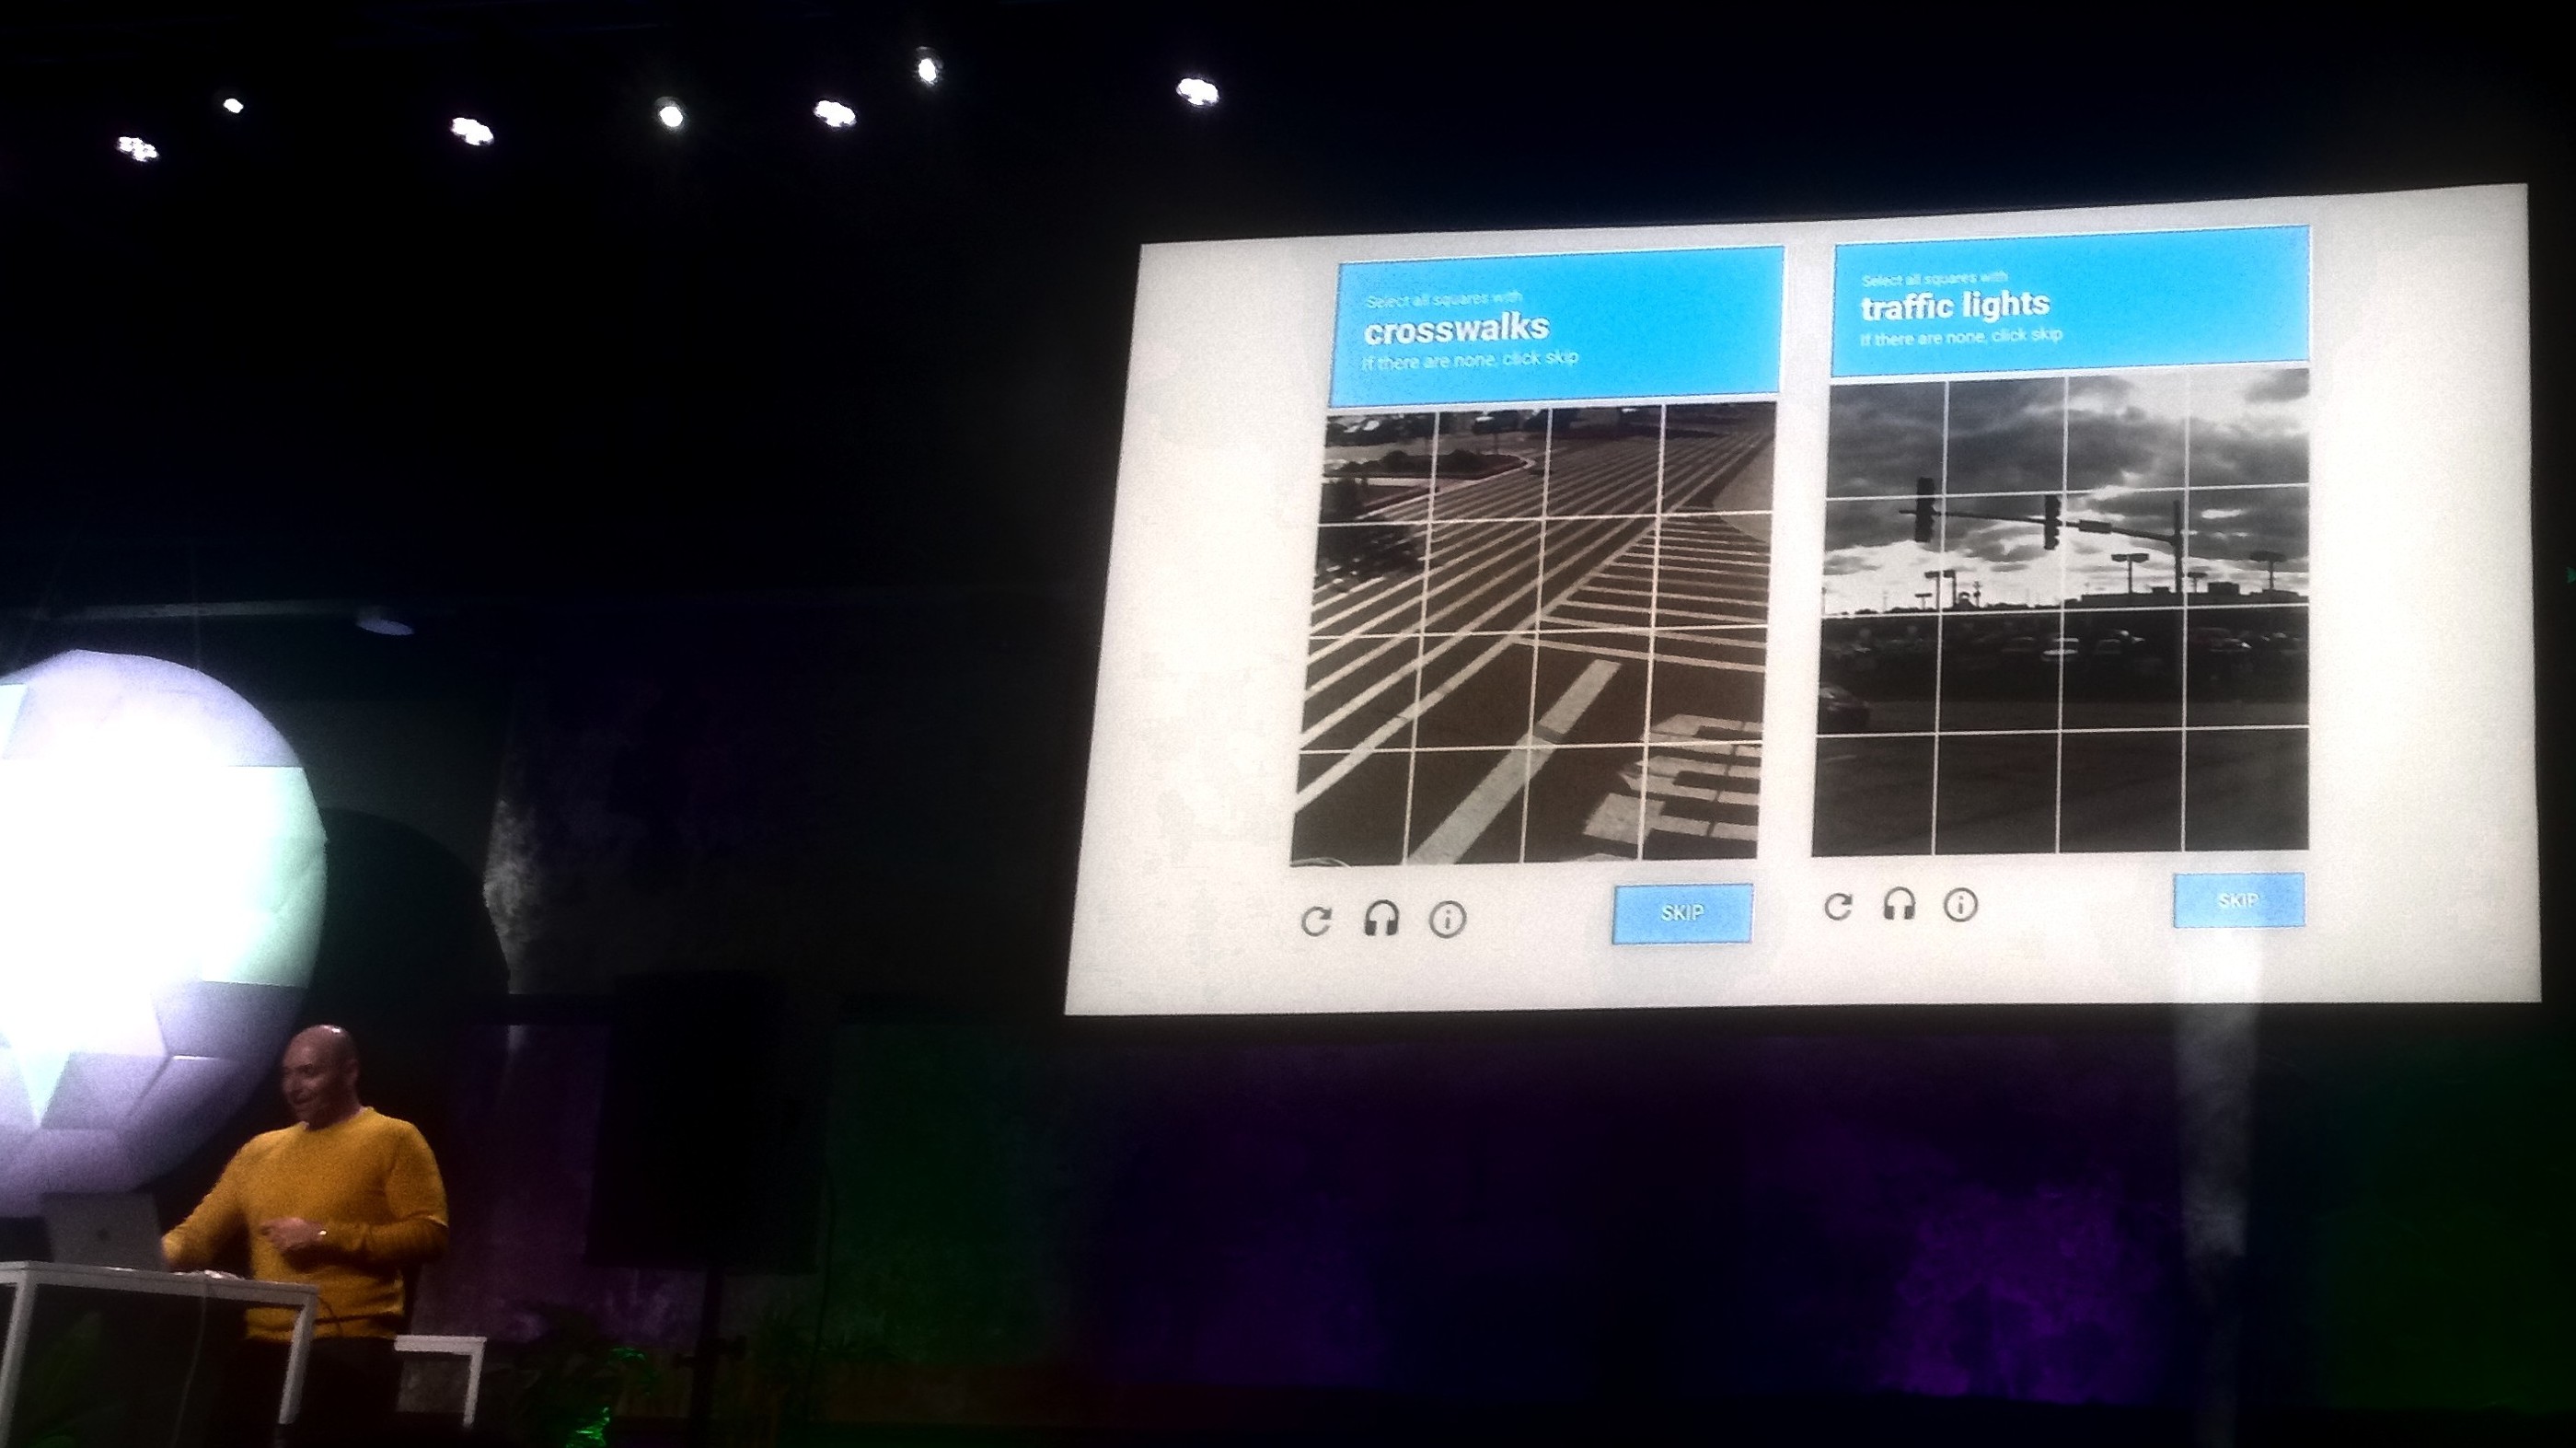 Select all squares with
crosswalks
If there are none, click skip
SKIP
Select all squares with
traffic lights
If there are none, click skip
SKIP